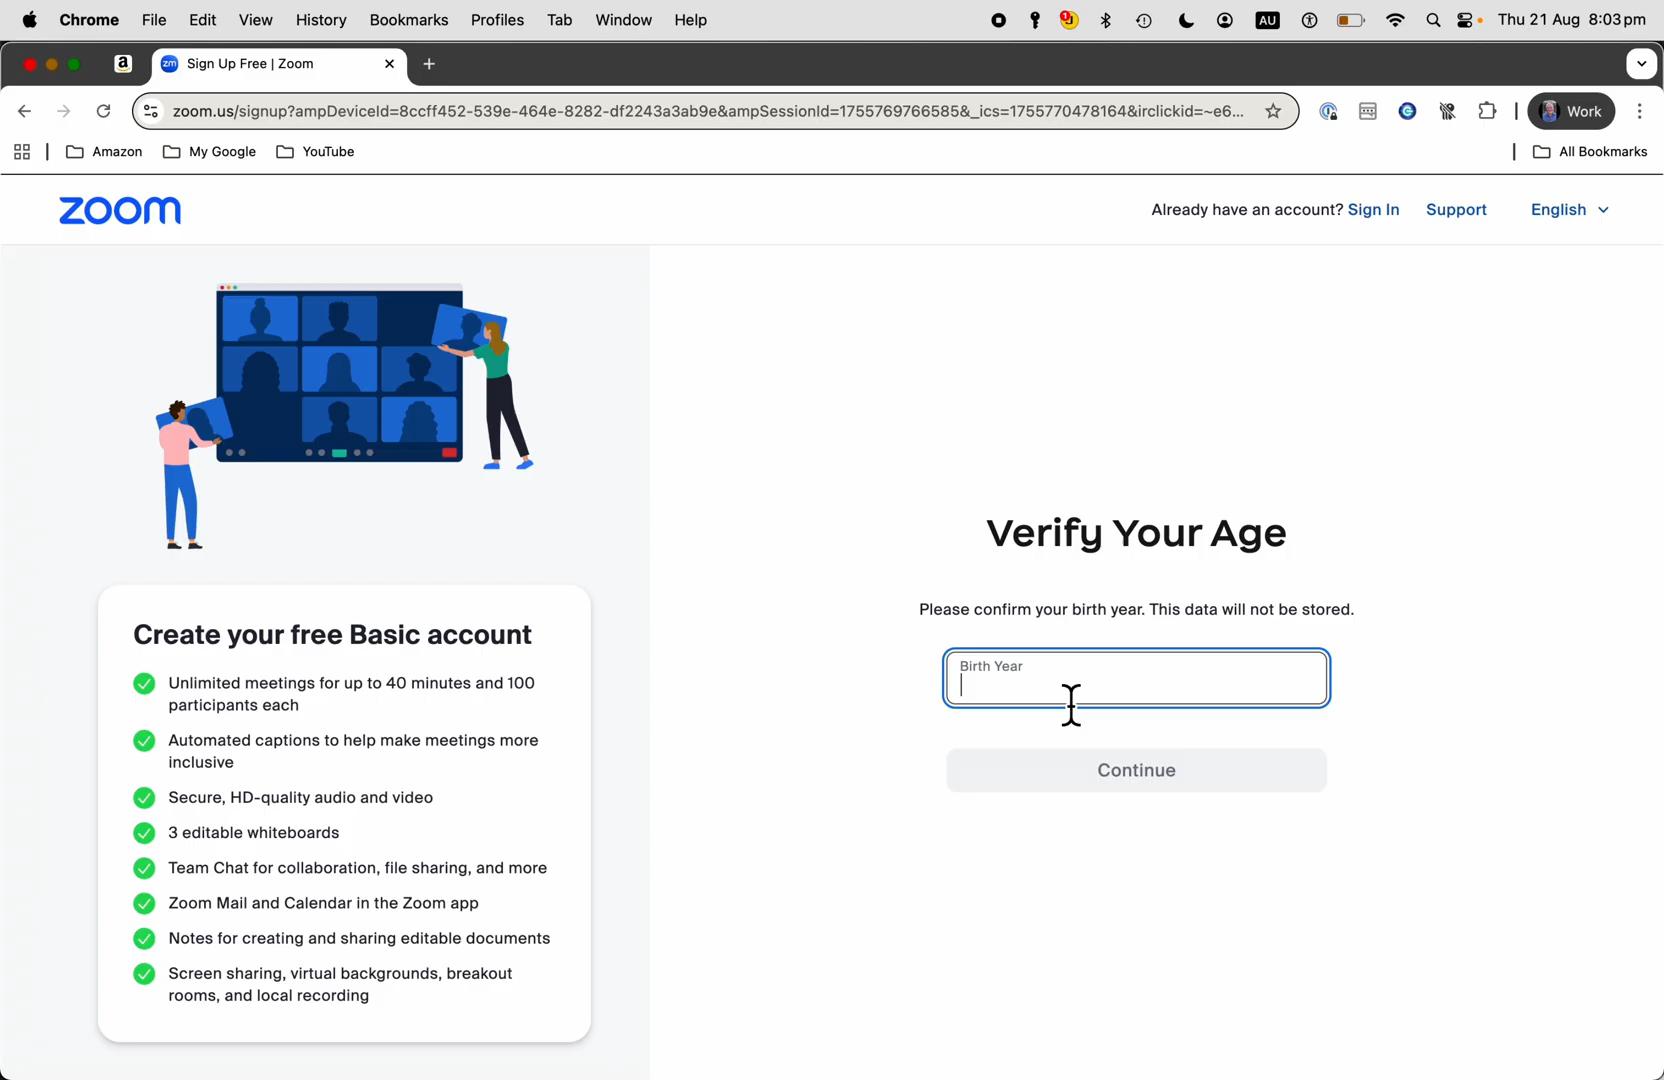 Chrome File Edit View History Bookmarks Profiles Tab Window Help AU Thu 21 Aug 8:03 pm
a zm Sign Up Free | Zoom
zoom.us/signup?ampDeviceId=8ccff452-539e-464e-8282-df2243a3ab9e&ampSessionId=1755769766585&_ics=1755770478164&irclickid=~e6... Work
Amazon My Google YouTube All Bookmarks
zoom Already have an account? Sign In Support English
Verify Your Age
Please confirm your birth year. This data will not be stored.
Birth Year
Continue
Create your free Basic account
Unlimited meetings for up to 40 minutes and 100
participants each
Automated captions to help make meetings more
inclusive
Secure, HD-quality audio and video
3 editable whiteboards
Team Chat for collaboration, file sharing, and more
Zoom Mail and Calendar in the Zoom app
Notes for creating and sharing editable documents
Screen sharing, virtual backgrounds, breakout
rooms, and local recording